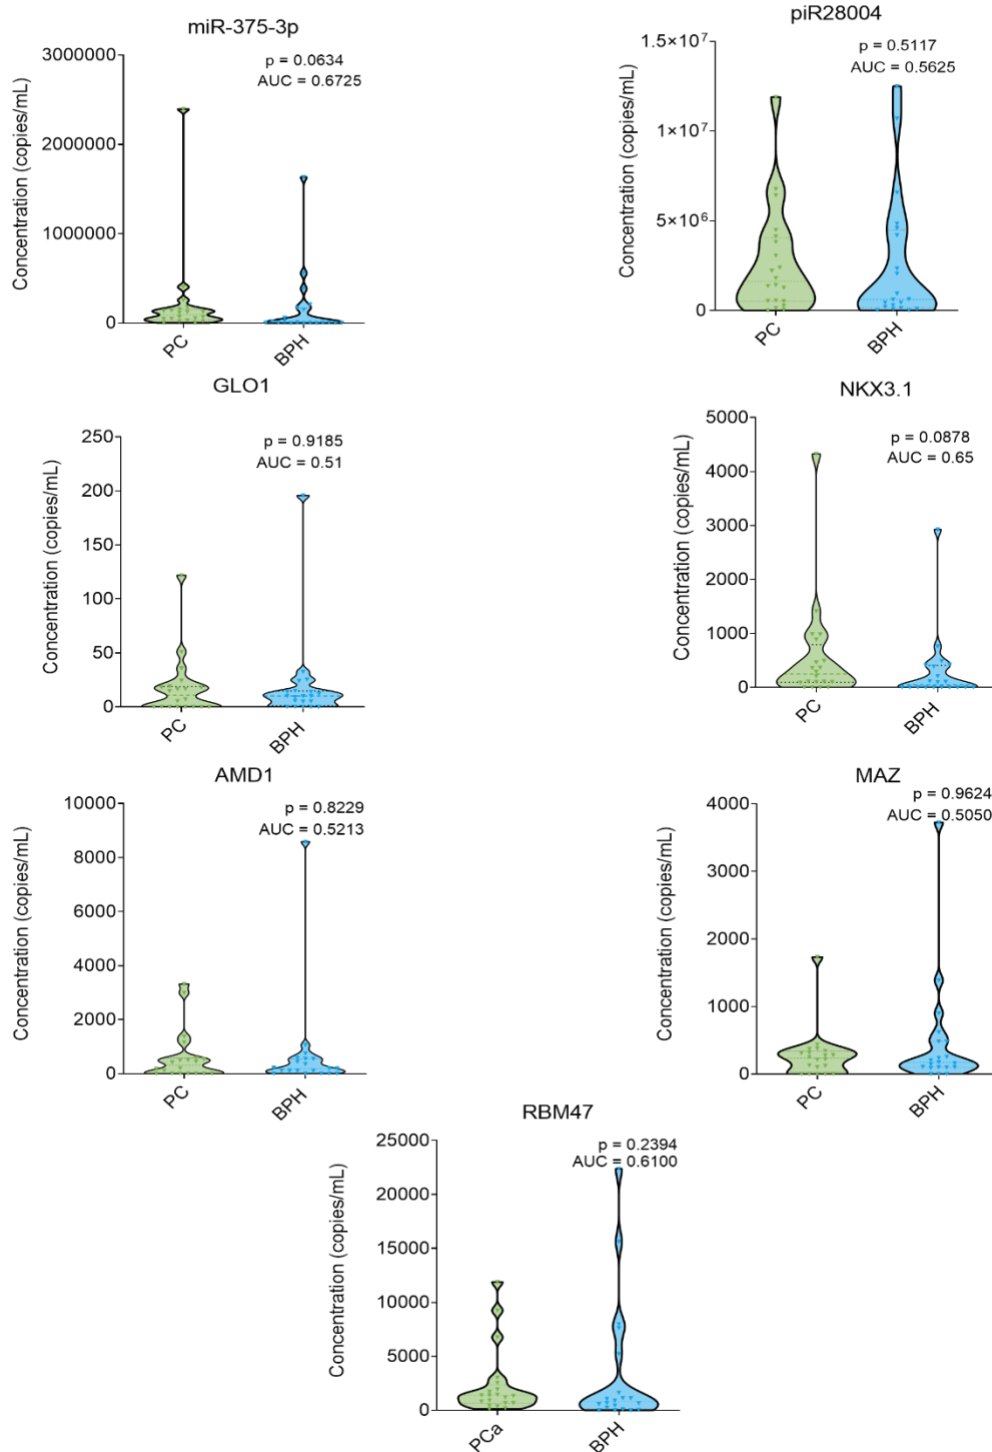 miR-375-3p
p = 0.0634
AUC = 0.6725
Concentration (copies/mL)
3000000
2000000
1000000
0
PC
BPH
piR28004
p = 0.5117
AUC = 0.5625
Concentration (copies/mL)
1.5×10⁷
1×10⁷
5×10⁶
0
PC
BPH
GLO1
p = 0.9185
AUC = 0.51
Concentration (copies/mL)
250
200
150
100
50
0
PC
BPH
NKX3.1
p = 0.0878
AUC = 0.65
Concentration (copies/mL)
5000
4000
3000
2000
1000
0
PC
BPH
AMD1
p = 0.8229
AUC = 0.5213
Concentration (copies/mL)
10000
8000
6000
4000
2000
0
PC
BPH
MAZ
p = 0.9624
AUC = 0.5050
Concentration (copies/mL)
4000
3000
2000
1000
0
PC
BPH
RBM47
p = 0.2394
AUC = 0.6100
Concentration (copies/mL)
25000
20000
15000
10000
5000
0
PCa
BPH